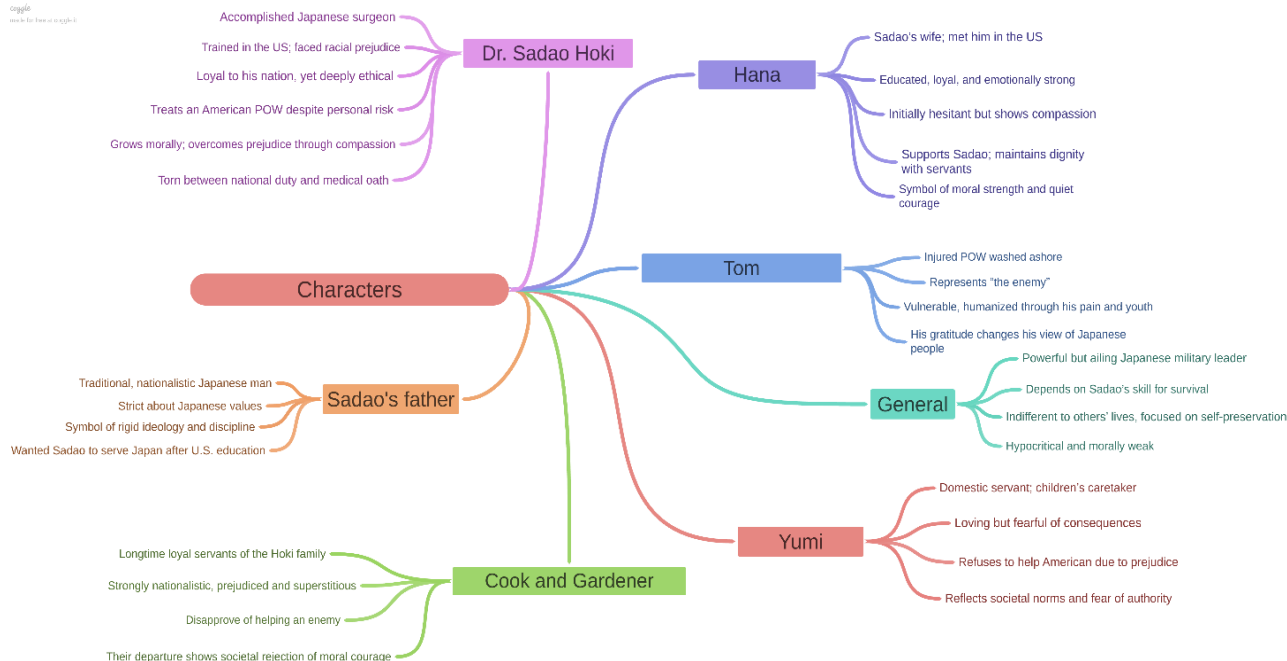 coggle
made for free at coggle.it
Accomplished Japanese surgeon
Trained in the US; faced racial prejudice
Loyal to his nation, yet deeply ethical
Treats an American POW despite personal risk
Grows morally; overcomes prejudice through compassion
Torn between national duty and medical oath
Dr. Sadao Hoki
Hana
Sadao’s wife; met him in the US
Educated, loyal, and emotionally strong
Initially hesitant but shows compassion
Supports Sadao; maintains dignity
with servants
Symbol of moral strength and quiet
courage
Characters
Tom
Injured POW washed ashore
Represents “the enemy”
Vulnerable, humanized through his pain and youth
His gratitude changes his view of Japanese
people
General
Powerful but ailing Japanese military leader
Depends on Sadao’s skill for survival
Indifferent to others’ lives, focused on self-preservation
Hypocritical and morally weak
Traditional, nationalistic Japanese man
Strict about Japanese values
Symbol of rigid ideology and discipline
Wanted Sadao to serve Japan after U.S. education
Sadao's father
Yumi
Domestic servant; children’s caretaker
Loving but fearful of consequences
Refuses to help American due to prejudice
Reflects societal norms and fear of authority
Longtime loyal servants of the Hoki family
Strongly nationalistic, prejudiced and superstitious
Disapprove of helping an enemy
Their departure shows societal rejection of moral courage
Cook and Gardener